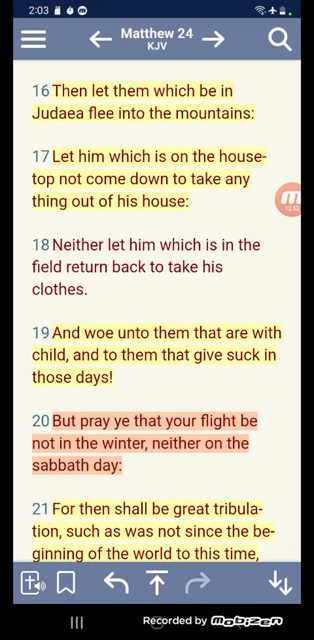 2:03
Matthew 24
KJV
16 Then let them which be in
Judaea flee into the mountains:
17 Let him which is on the house-
top not come down to take any
thing out of his house:
12:52
18 Neither let him which is in the
field return back to take his
clothes.
19 And woe unto them that are with
child, and to them that give suck in
those days!
20 But pray ye that your flight be
not in the winter, neither on the
sabbath day:
21 For then shall be great tribula-
tion, such as was not since the be-
ginning of the world to this time,
Recorded by mobizen